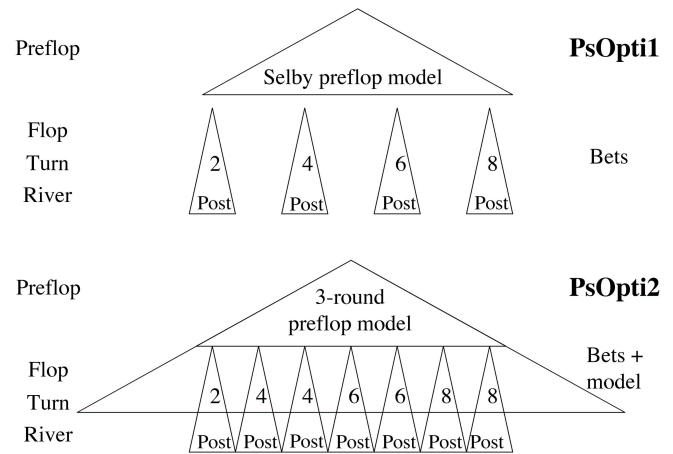 Preflop
PsOpti1
Selby preflop model
Flop
Turn
River
2 4 6 8
Bets
Post Post Post Post
Preflop
PsOpti2
3-round
preflop model
Flop
Turn
River
2 4 4 6 6 8 8
Bets +
model
Post Post Post Post Post Post Post